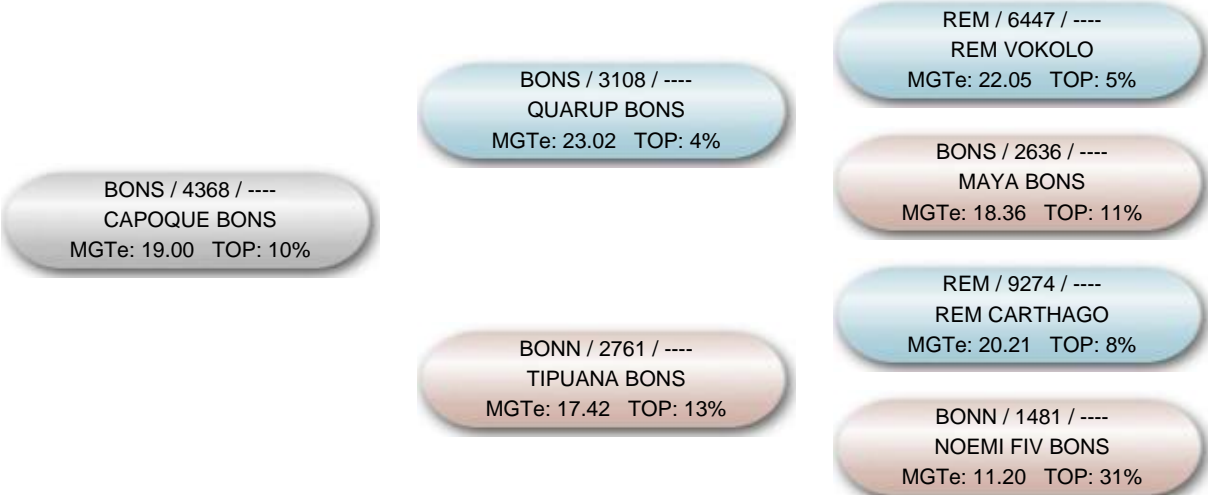 BONS / 4368 / ----
CAPOQUE BONS
MGTe: 19.00 TOP: 10%
BONS / 3108 / ----
QUARUP BONS
MGTe: 23.02 TOP: 4%
BONN / 2761 / ----
TIPUANA BONS
MGTe: 17.42 TOP: 13%
REM / 6447 / ----
REM VOKOLO
MGTe: 22.05 TOP: 5%
BONS / 2636 / ----
MAYA BONS
MGTe: 18.36 TOP: 11%
REM / 9274 / ----
REM CARTHAGO
MGTe: 20.21 TOP: 8%
BONN / 1481 / ----
NOEMI FIV BONS
MGTe: 11.20 TOP: 31%